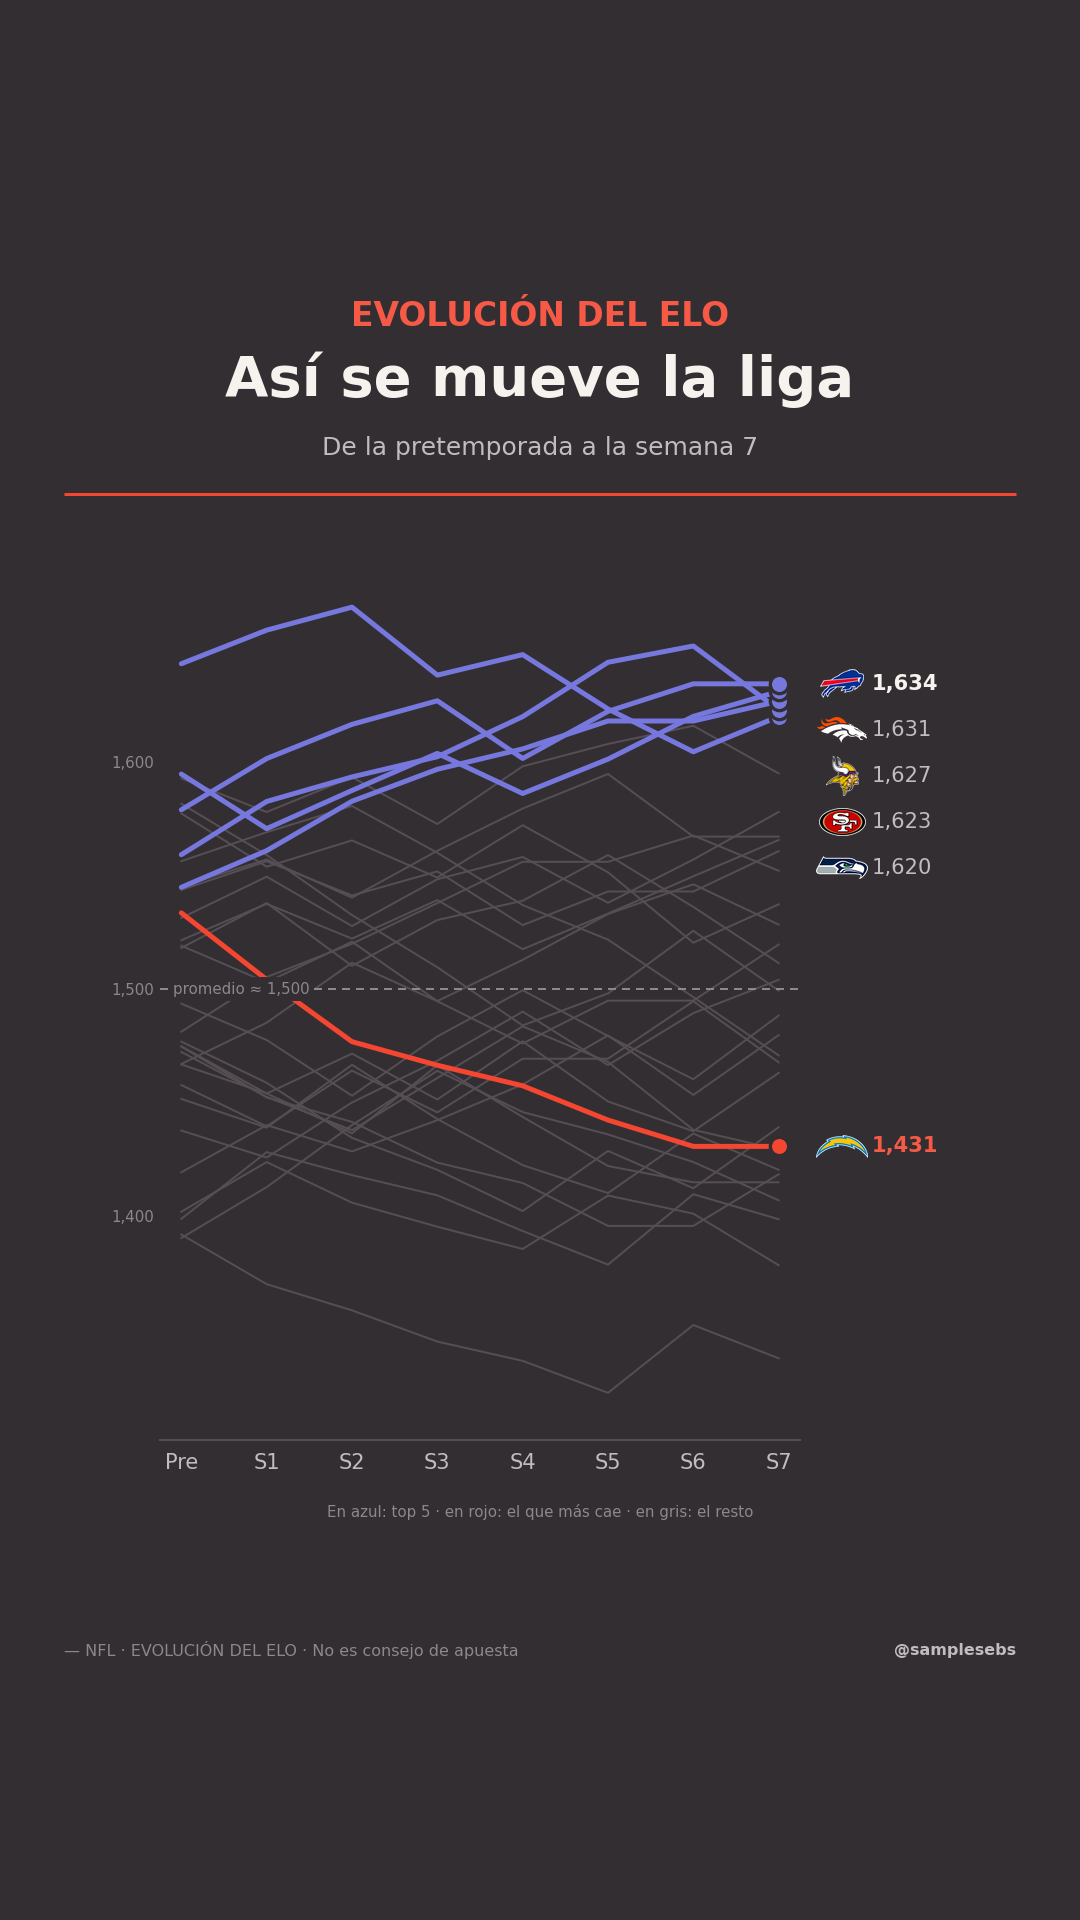 EVOLUCIÓN DEL ELO
Así se mueve la liga
De la pretemporada a la semana 7
1,634
1,631
1,600
1,627
1,623
SF
1,620
1,500
promedio ≈ 1,500
1,431
1,400
Pre S1 S2 S3 S4 S5 S6 S7
En azul: top 5 · en rojo: el que más cae · en gris: el resto
— NFL · EVOLUCIÓN DEL ELO · No es consejo de apuesta
@samplesebs